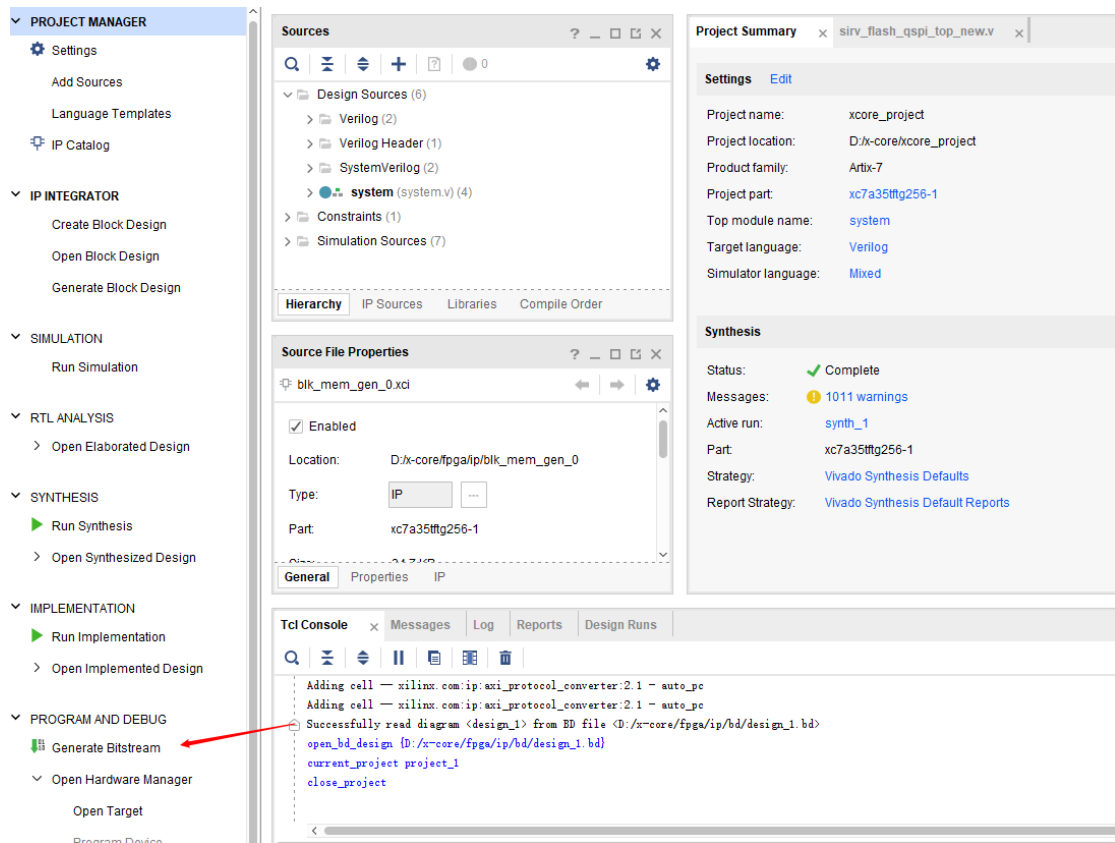 PROJECT MANAGER
Settings
Add Sources
Language Templates
IP Catalog
IP INTEGRATOR
Create Block Design
Open Block Design
Generate Block Design
SIMULATION
Run Simulation
RTL ANALYSIS
Open Elaborated Design
SYNTHESIS
Run Synthesis
Open Synthesized Design
IMPLEMENTATION
Run Implementation
Open Implemented Design
PROGRAM AND DEBUG
Generate Bitstream
Open Hardware Manager
Open Target
Program Device
Sources
0
Design Sources (6)
Verilog (2)
Verilog Header (1)
SystemVerilog (2)
system (system.v) (4)
Constraints (1)
Simulation Sources (7)
Hierarchy IP Sources Libraries Compile Order
Source File Properties
blk_mem_gen_0.xci
Enabled
Location: D:/x-core/fpga/ip/blk_mem_gen_0
Type: IP
Part: xc7a35tftg256-1
General Properties IP
Project Summary sirv_flash_qspi_top_new.v
Settings Edit
Project name: xcore_project
Project location: D:/x-core/xcore_project
Product family: Artix-7
Project part: xc7a35tftg256-1
Top module name: system
Target language: Verilog
Simulator language: Mixed
Synthesis
Status: Complete
Messages: 1011 warnings
Active run: synth_1
Part: xc7a35tftg256-1
Strategy: Vivado Synthesis Defaults
Report Strategy: Vivado Synthesis Default Reports
Tcl Console Messages Log Reports Design Runs
Adding cell -- xilinx.com:ip:axi_protocol_converter:2.1 - auto_pc
Adding cell -- xilinx.com:ip:axi_protocol_converter:2.1 - auto_pc
Successfully read diagram <design_1> from BD file <D:/x-core/fpga/ip/bd/design_1.bd>
open_bd_design {D:/x-core/fpga/ip/bd/design_1.bd}
current_project project_1
close_project